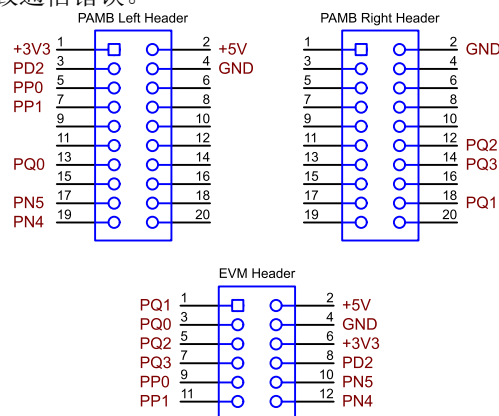 通信错误。
PAMB Left Header
+3V3 1 2 +5V
PD2 3 4 GND
PP0 5 6
PP1 7 8
9 10
11 12
PQ0 13 14
15 16
PN5 17 18
PN4 19 20
PAMB Right Header
1 2 GND
3 4
5 6
7 8
9 10
11 12 PQ2
13 14 PQ3
15 16
17 18 PQ1
19 20
EVM Header
PQ1 1 2 +5V
PQ0 3 4 GND
PQ2 5 6 +3V3
PQ3 7 8 PD2
PP0 9 10 PN5
PP1 11 12 PN4